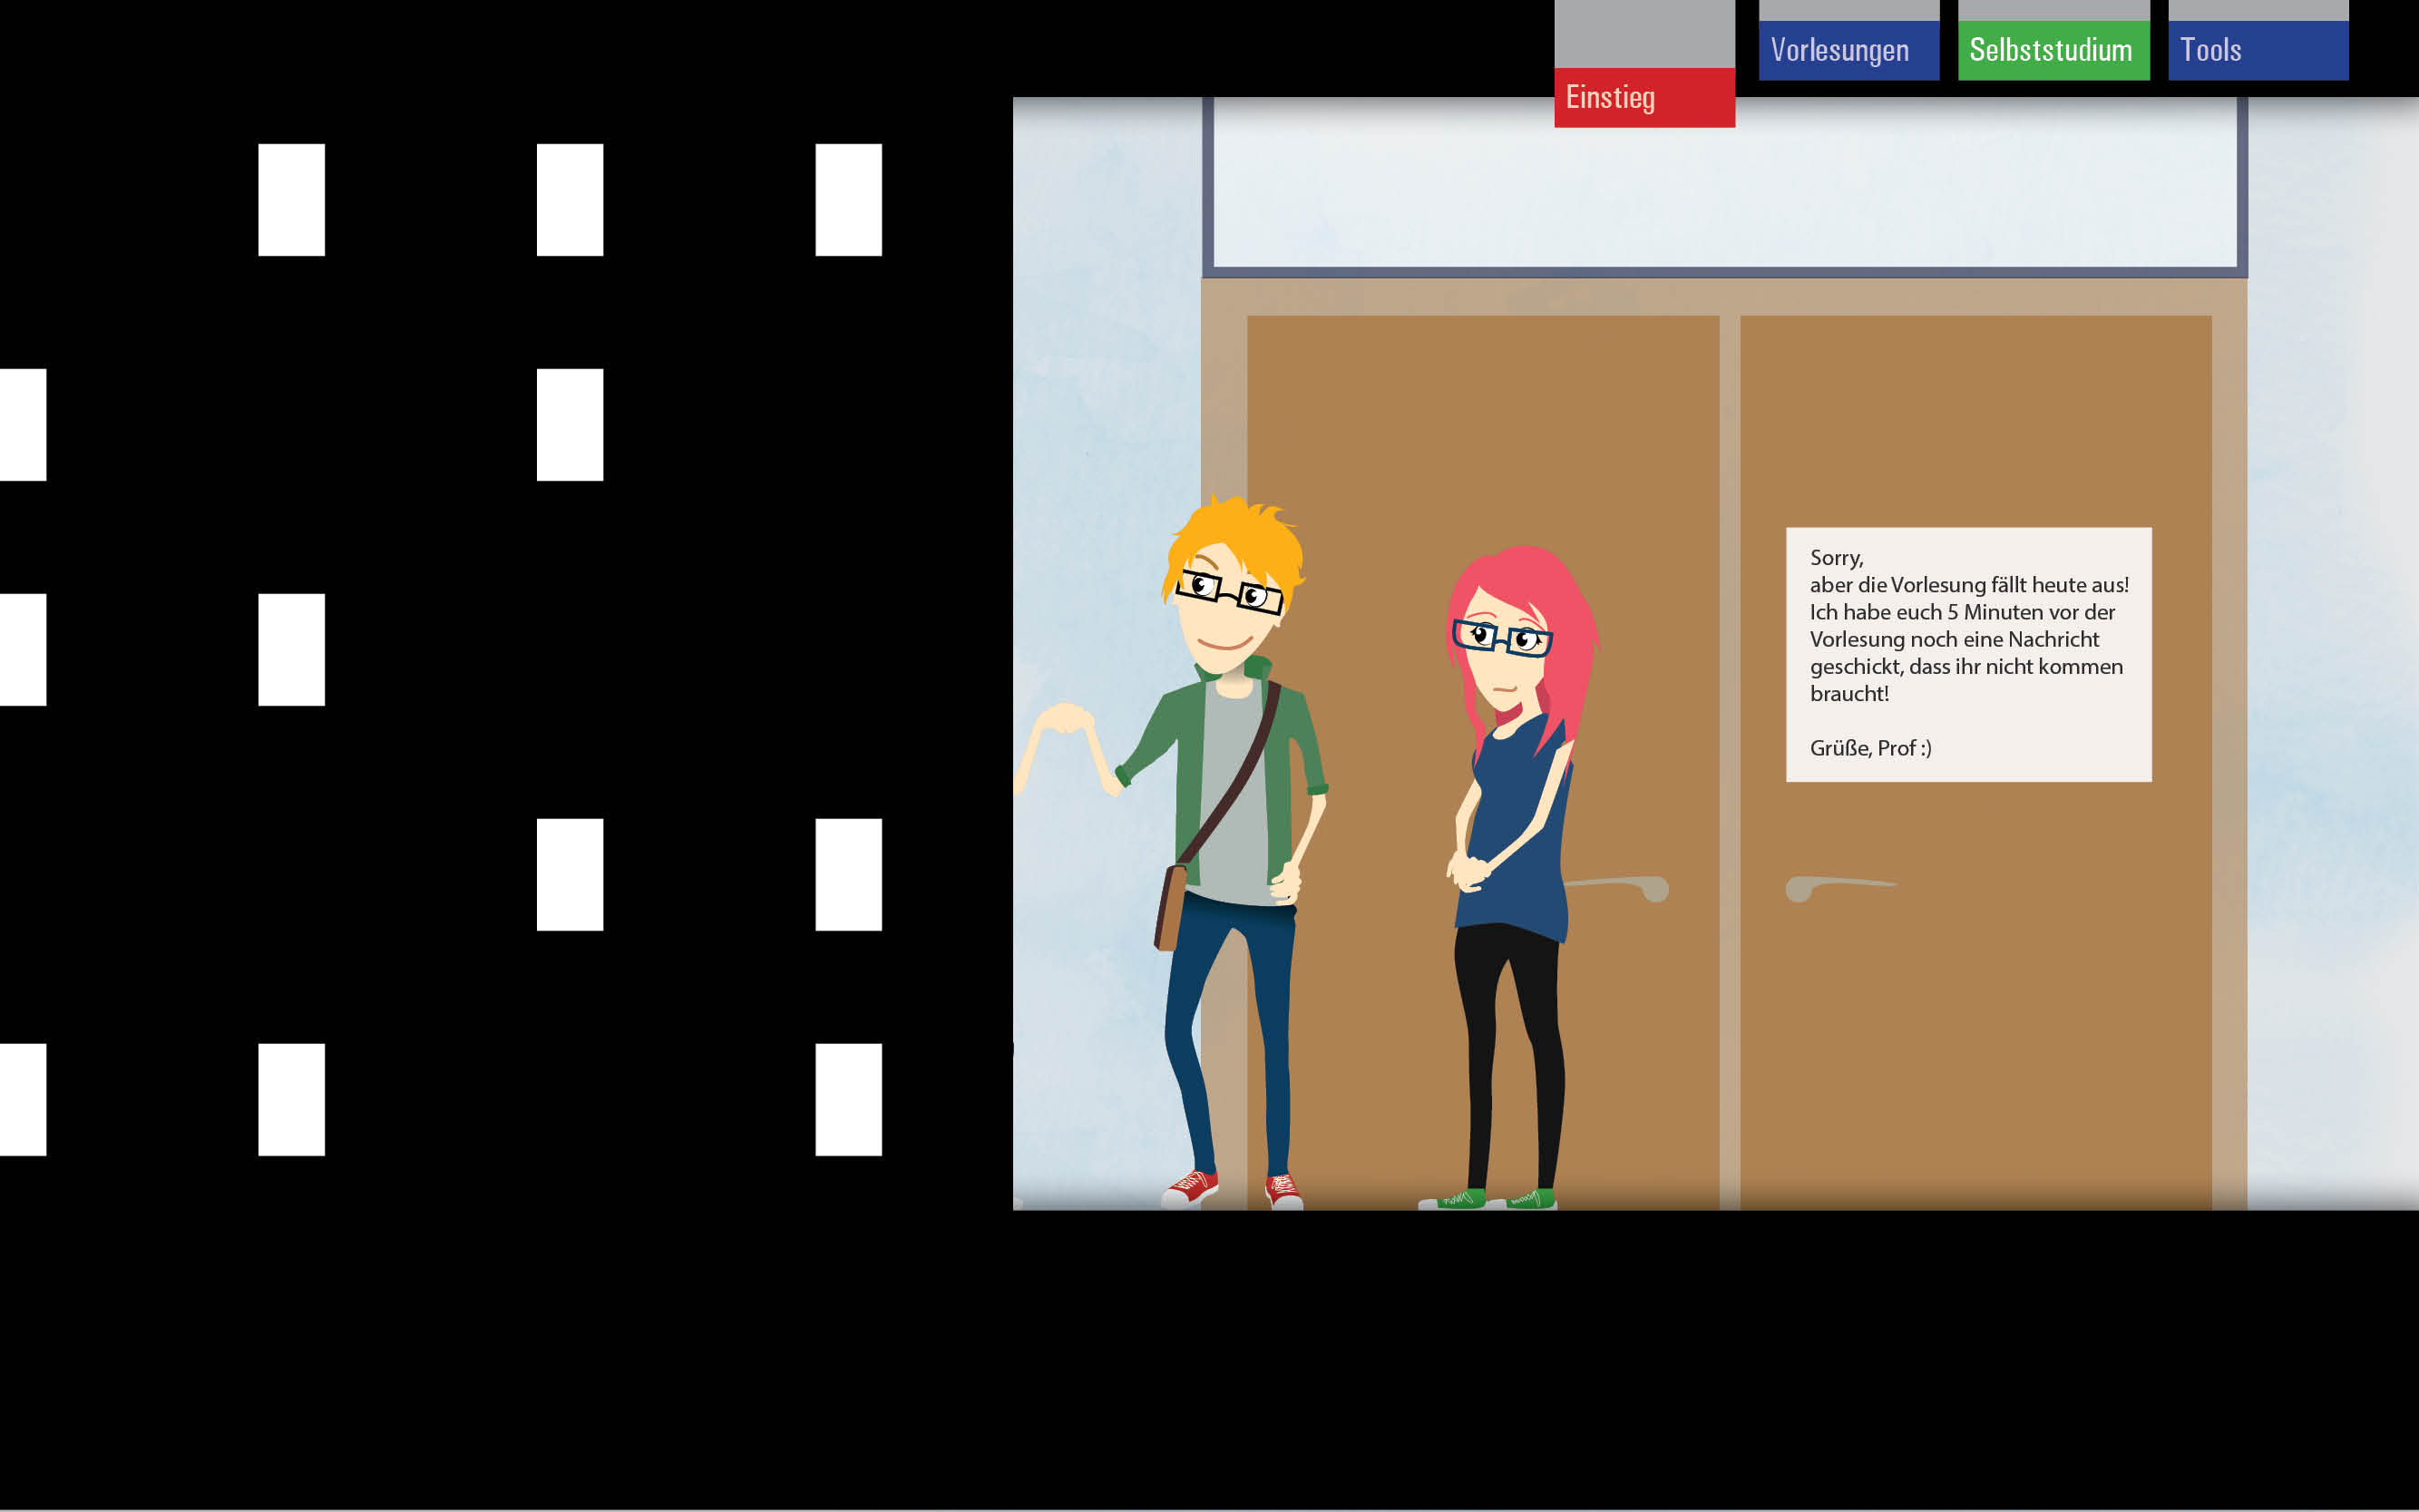 Einstieg
Vorlesungen
Selbststudium
Tools
Sorry,
aber die Vorlesung fällt heute aus!
Ich habe euch 5 Minuten vor der
Vorlesung noch eine Nachricht
geschickt, dass ihr nicht kommen
braucht!
Grüße, Prof :)